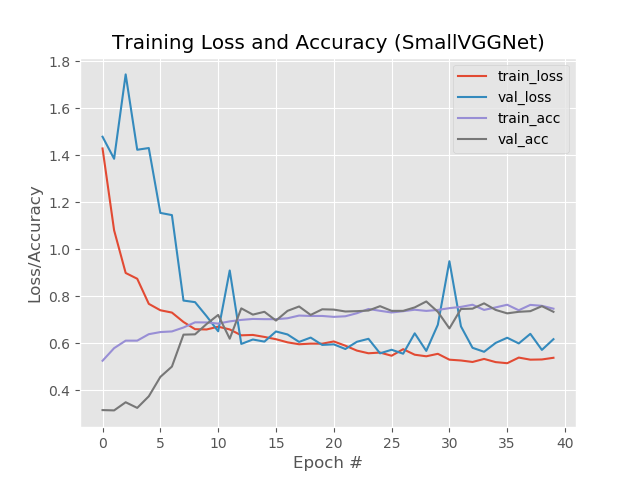 Training Loss and Accuracy (SmallVGGNet)
train_loss
val_loss
train_acc
val_acc
Loss/Accuracy
1.8
1.6
1.4
1.2
1.0
0.8
0.6
0.4
0 5 10 15 20 25 30 35 40
Epoch #